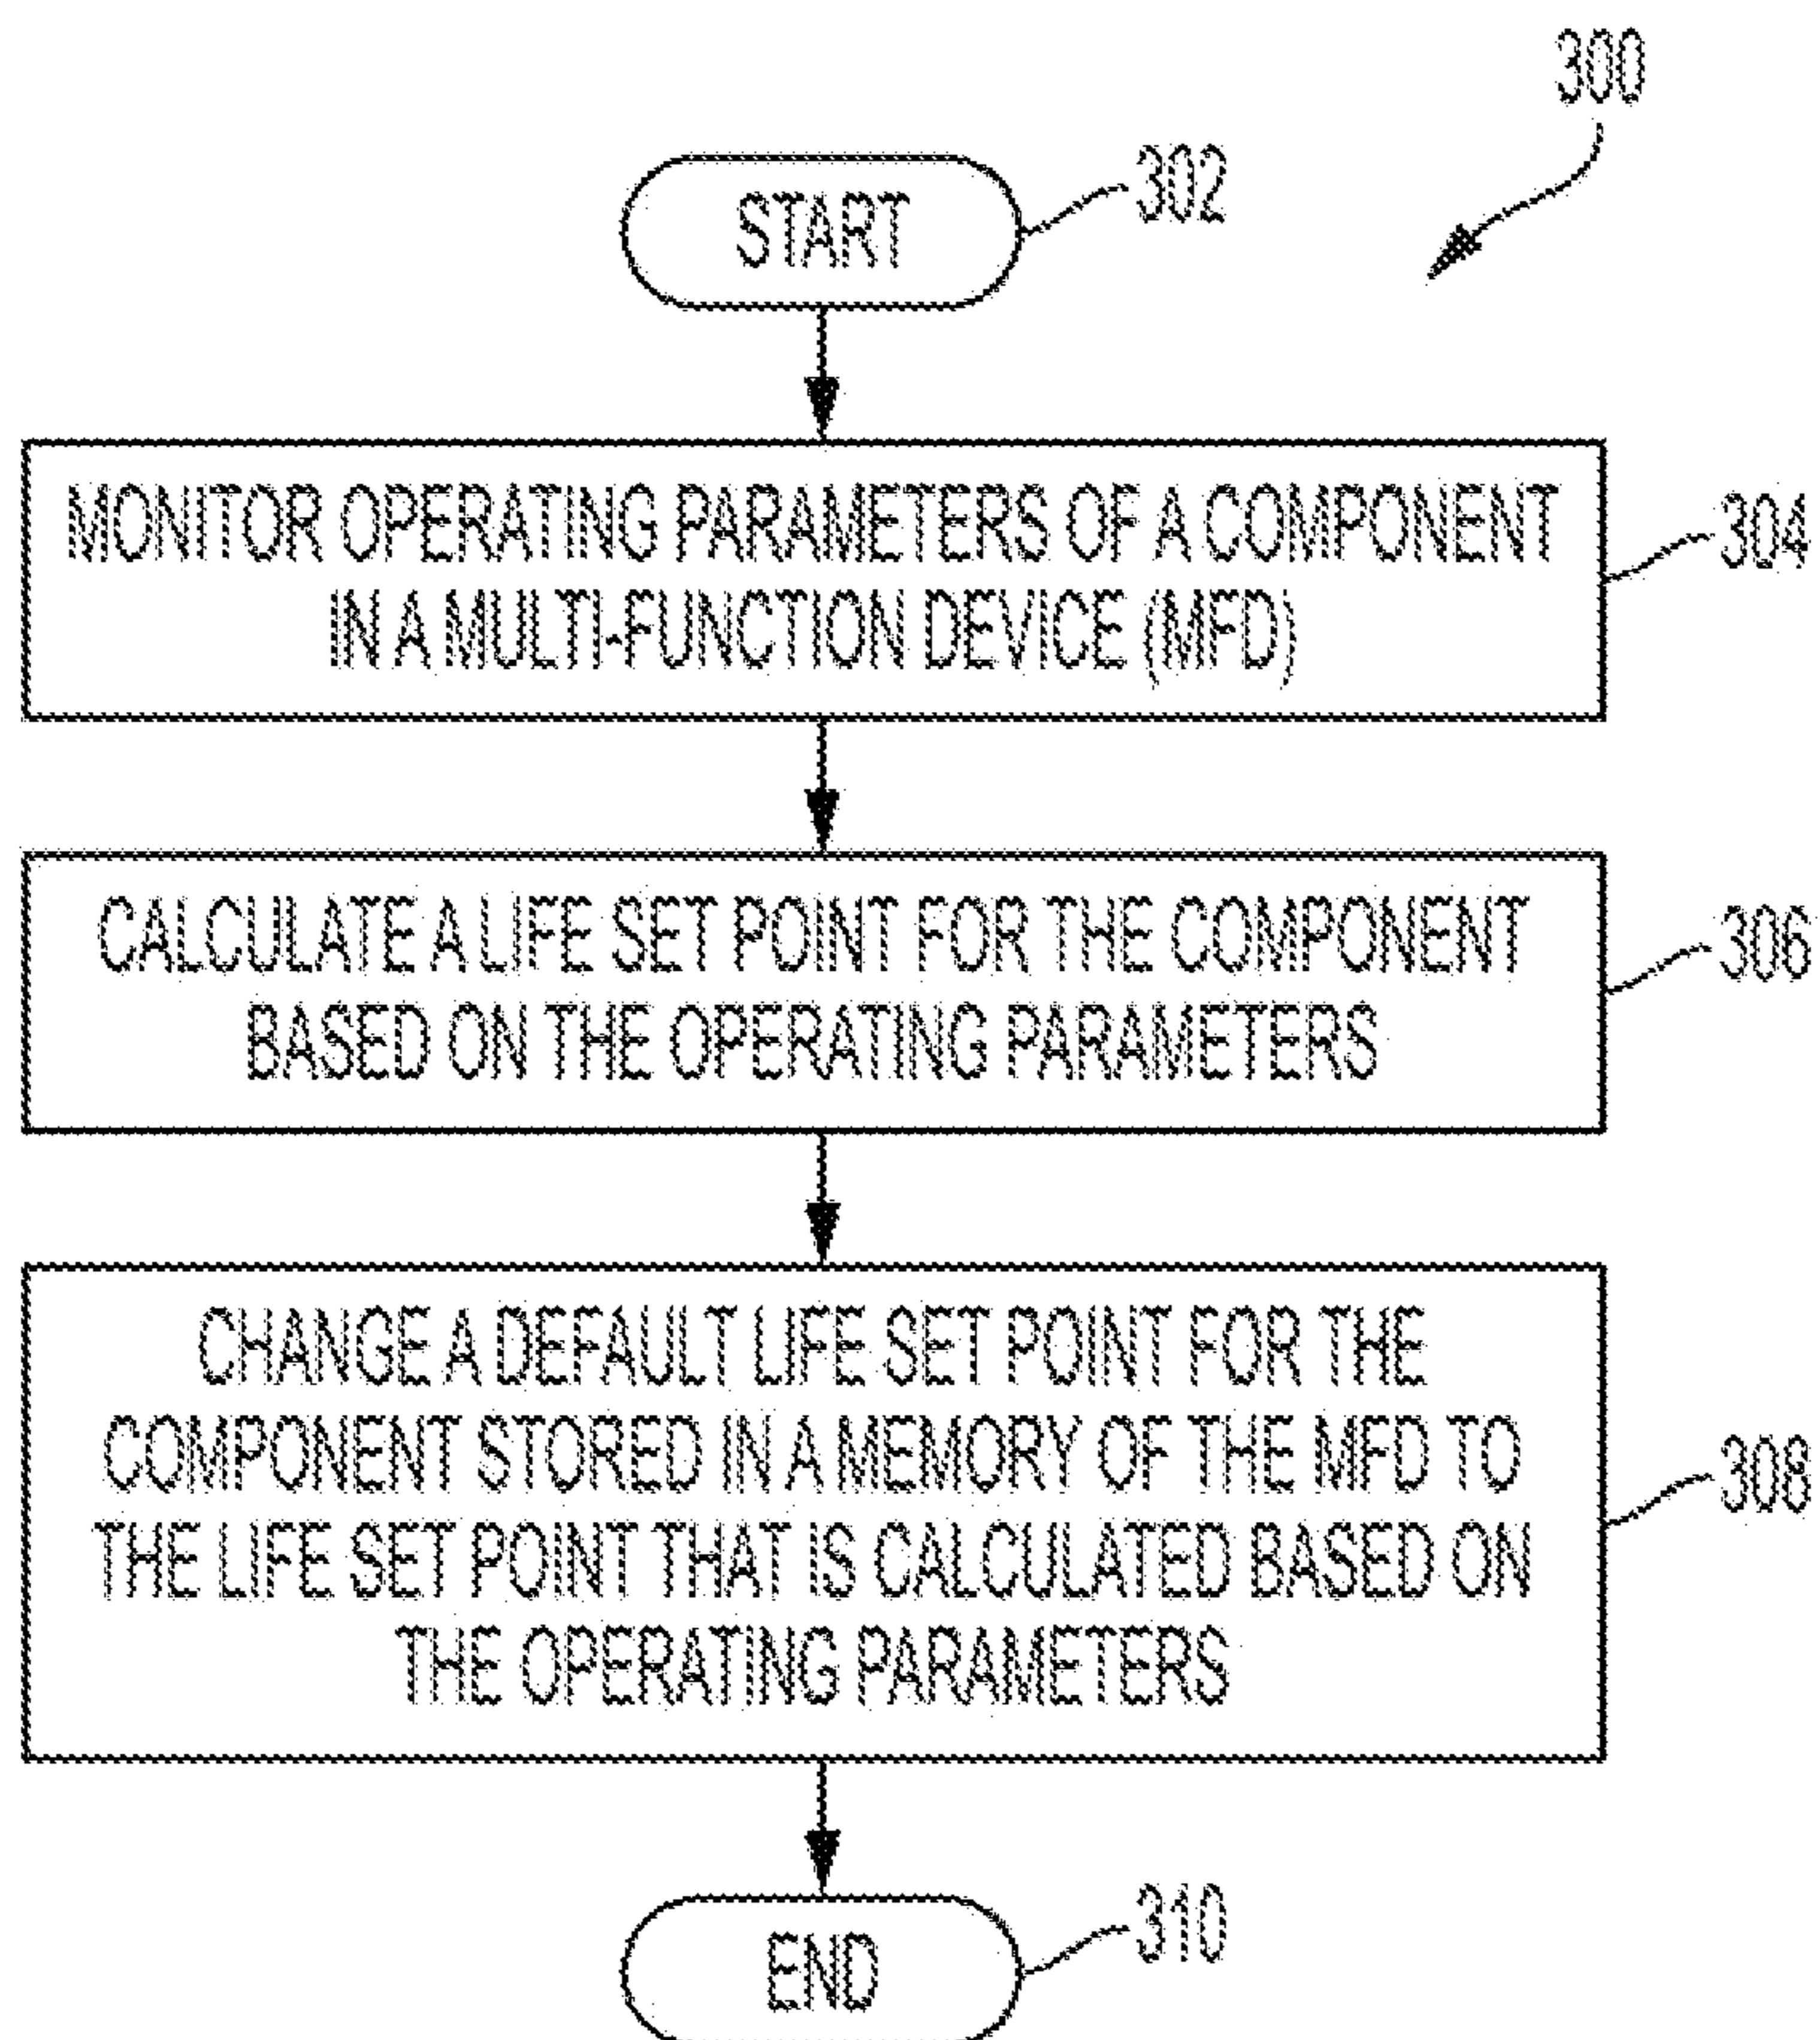 300
START
302
MONITOR OPERATING PARAMETERS OF A COMPONENT
IN A MULTI-FUNCTION DEVICE (MFD)
304
CALCULATE A LIFE SET POINT FOR THE COMPONENT
BASED ON THE OPERATING PARAMETERS
306
CHANGE A DEFAULT LIFE SET POINT FOR THE
COMPONENT STORED IN A MEMORY OF THE MFD TO
THE LIFE SET POINT THAT IS CALCULATED BASED ON
THE OPERATING PARAMETERS
308
END
310